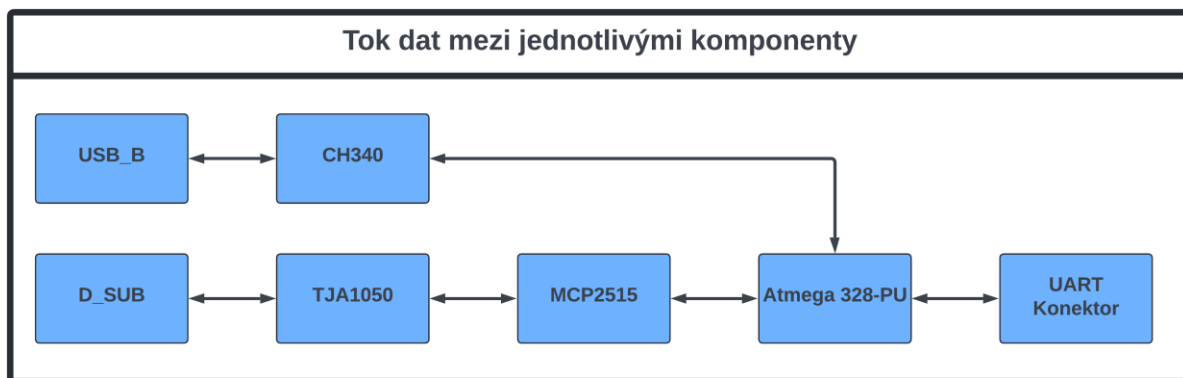 Tok dat mezi jednotlivými komponenty
USB_B
CH340
D_SUB
TJA1050
MCP2515
Atmega 328-PU
UART
Konektor